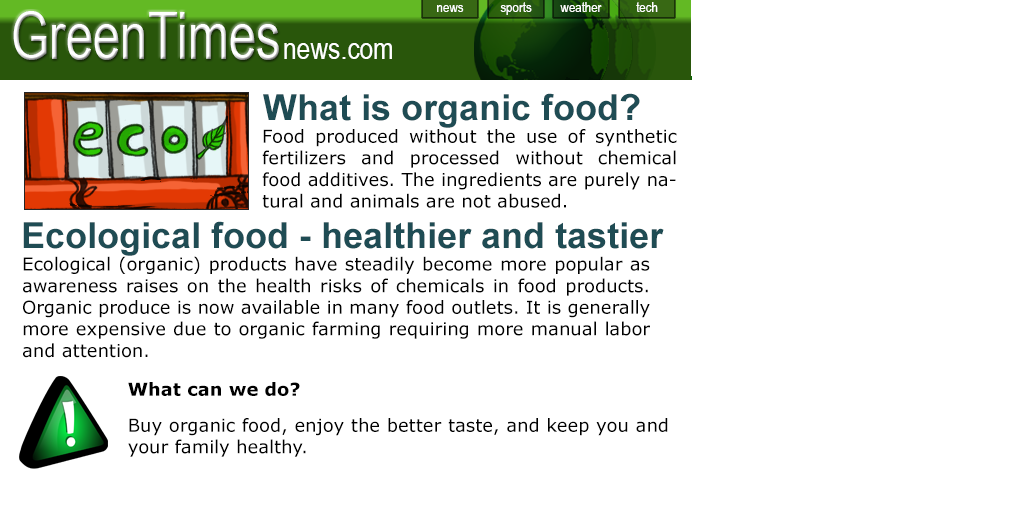 GreenTimesnews.com
news sports weather tech
eco
What is organic food?
Food produced without the use of synthetic
fertilizers and processed without chemical
food additives. The ingredients are purely na-
tural and animals are not abused.
Ecological food - healthier and tastier
Ecological (organic) products have steadily become more popular as
awareness raises on the health risks of chemicals in food products.
Organic produce is now available in many food outlets. It is generally
more expensive due to organic farming requiring more manual labor
and attention.
!
What can we do?
Buy organic food, enjoy the better taste, and keep you and
your family healthy.